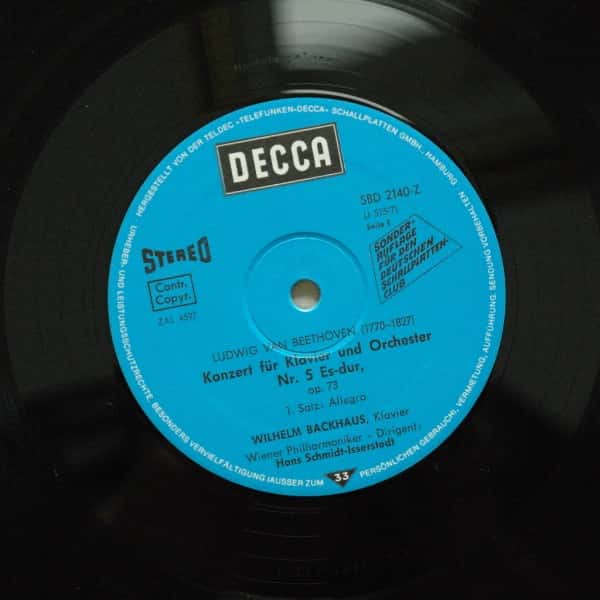 HERGESTELLT VON DER TELDEC »TELEFUNKEN-DECCA« SCHALLPLATTEN GMBH., HAMBURG
DECCA
SBD 2140-Z
Seite 1
STEREO
SONDER-
AUFLAGE
FÜR DEN
DEUTSCHEN
SCHALLPLATTEN-
CLUB
Contr.
Copyr.
ZAL 4597
LUDWIG VAN BEETHOVEN (1770-1827)
Konzert für Klavier und Orchester
Nr. 5 Es-dur,
op. 73
1. Satz: Allegro
WILHELM BACKHAUS, Klavier
Wiener Philharmoniker - Dirigent:
Hans Schmidt-Isserstedt
33
URHEBER- UND LEISTUNGSSCHUTZRECHTE, BESONDERS VERVIELFÄLTIGUNG (AUSSER ZUM PERSÖNLICHEN GEBRAUCH), VERMIETUNG, AUFFÜHRUNG, SENDUNG VORBEHALTEN